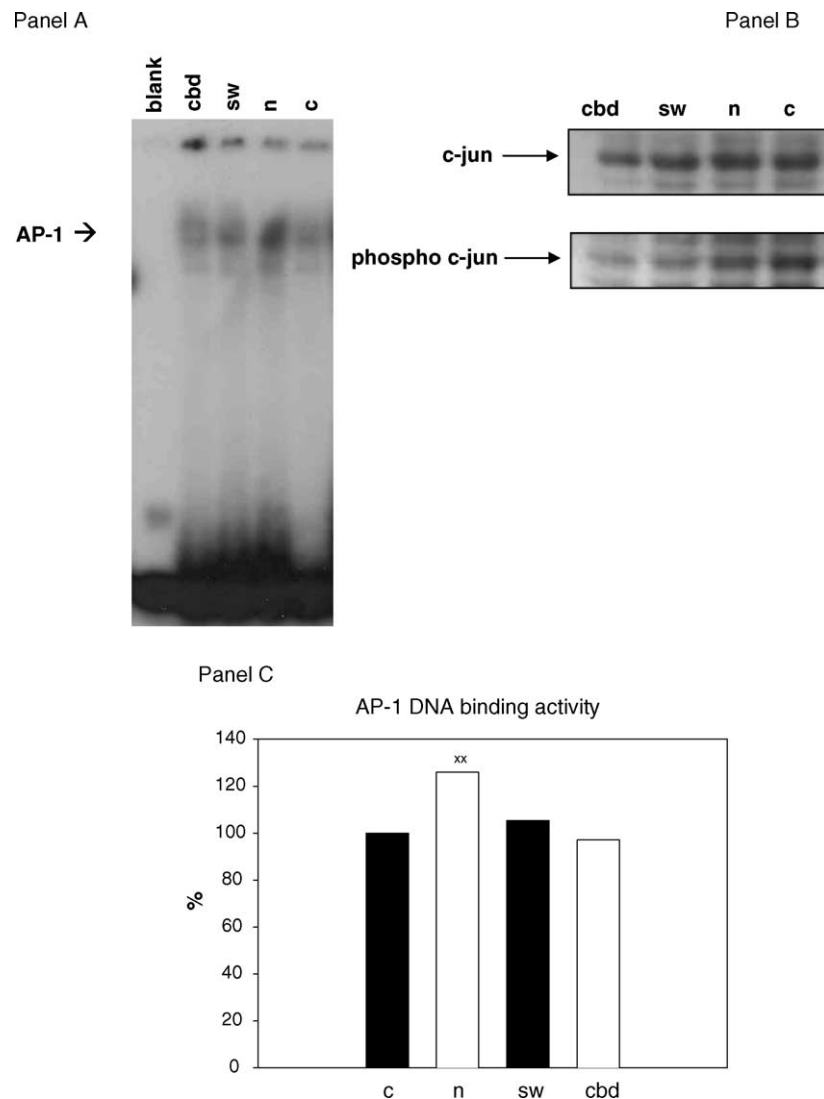 Panel A
Panel B
blank cbd sw n c
AP-1 →
cbd sw n c
c-jun
phospho c-jun
Panel C
AP-1 DNA binding activity
140
120
100
80
60
40
20
0
%
xx
c n sw cbd